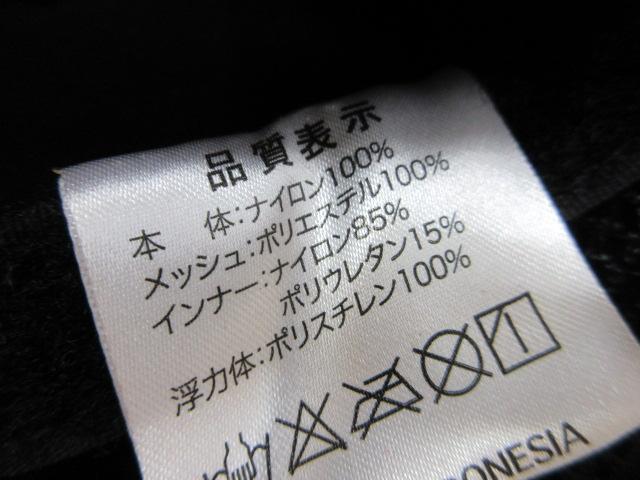 品質表示
本　体：ナイロン100%
メッシュ：ポリエステル100%
インナー：ナイロン85%
ポリウレタン15%
浮力体：ポリスチレン100%